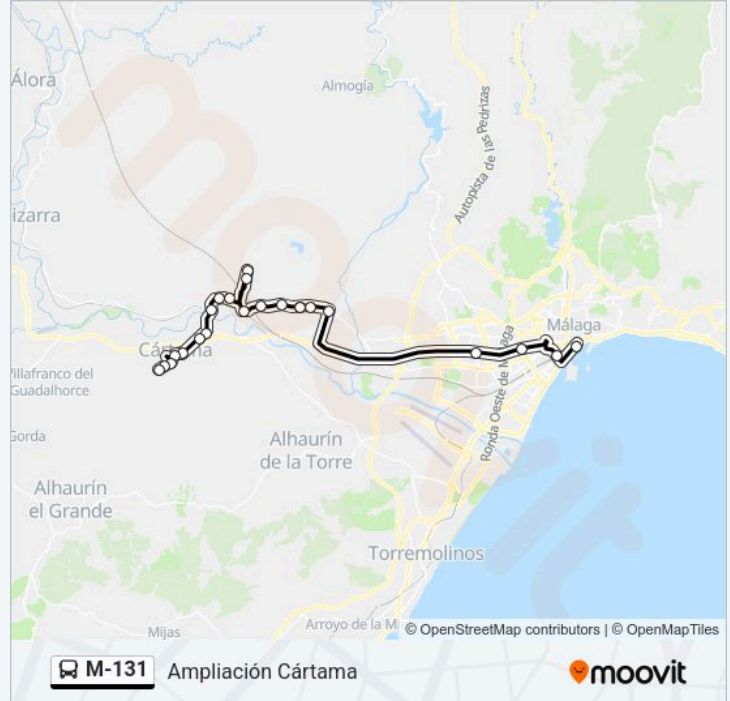 Álora
Almogía
Autopista de las Pedrizas
izarra
Málaga
Cártama
Villafranco del
Guadalhorce
Ronda Oeste de Málaga
Gorda
Alhaurín
de la Torre
Alhaurín
el Grande
Torremolinos
Mijas
Arroyo de la M
© OpenStreetMap contributors | © OpenMapTiles
M-131 Ampliación Cártama
moovit
moovit